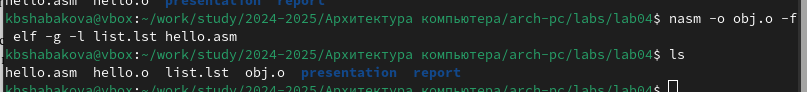 hello.asm hello.o presentation report
kbshabakova@vbox:~/work/study/2024-2025/Архитектура компьютера/arch-pc/labs/lab04$ nasm -o obj.o -f
elf -g -l list.lst hello.asm
kbshabakova@vbox:~/work/study/2024-2025/Архитектура компьютера/arch-pc/labs/lab04$ ls
hello.asm hello.o list.lst obj.o presentation report
kbshabakova@vbox:~/work/study/2024-2025/Архитектура компьютера/arch-pc/labs/lab04$